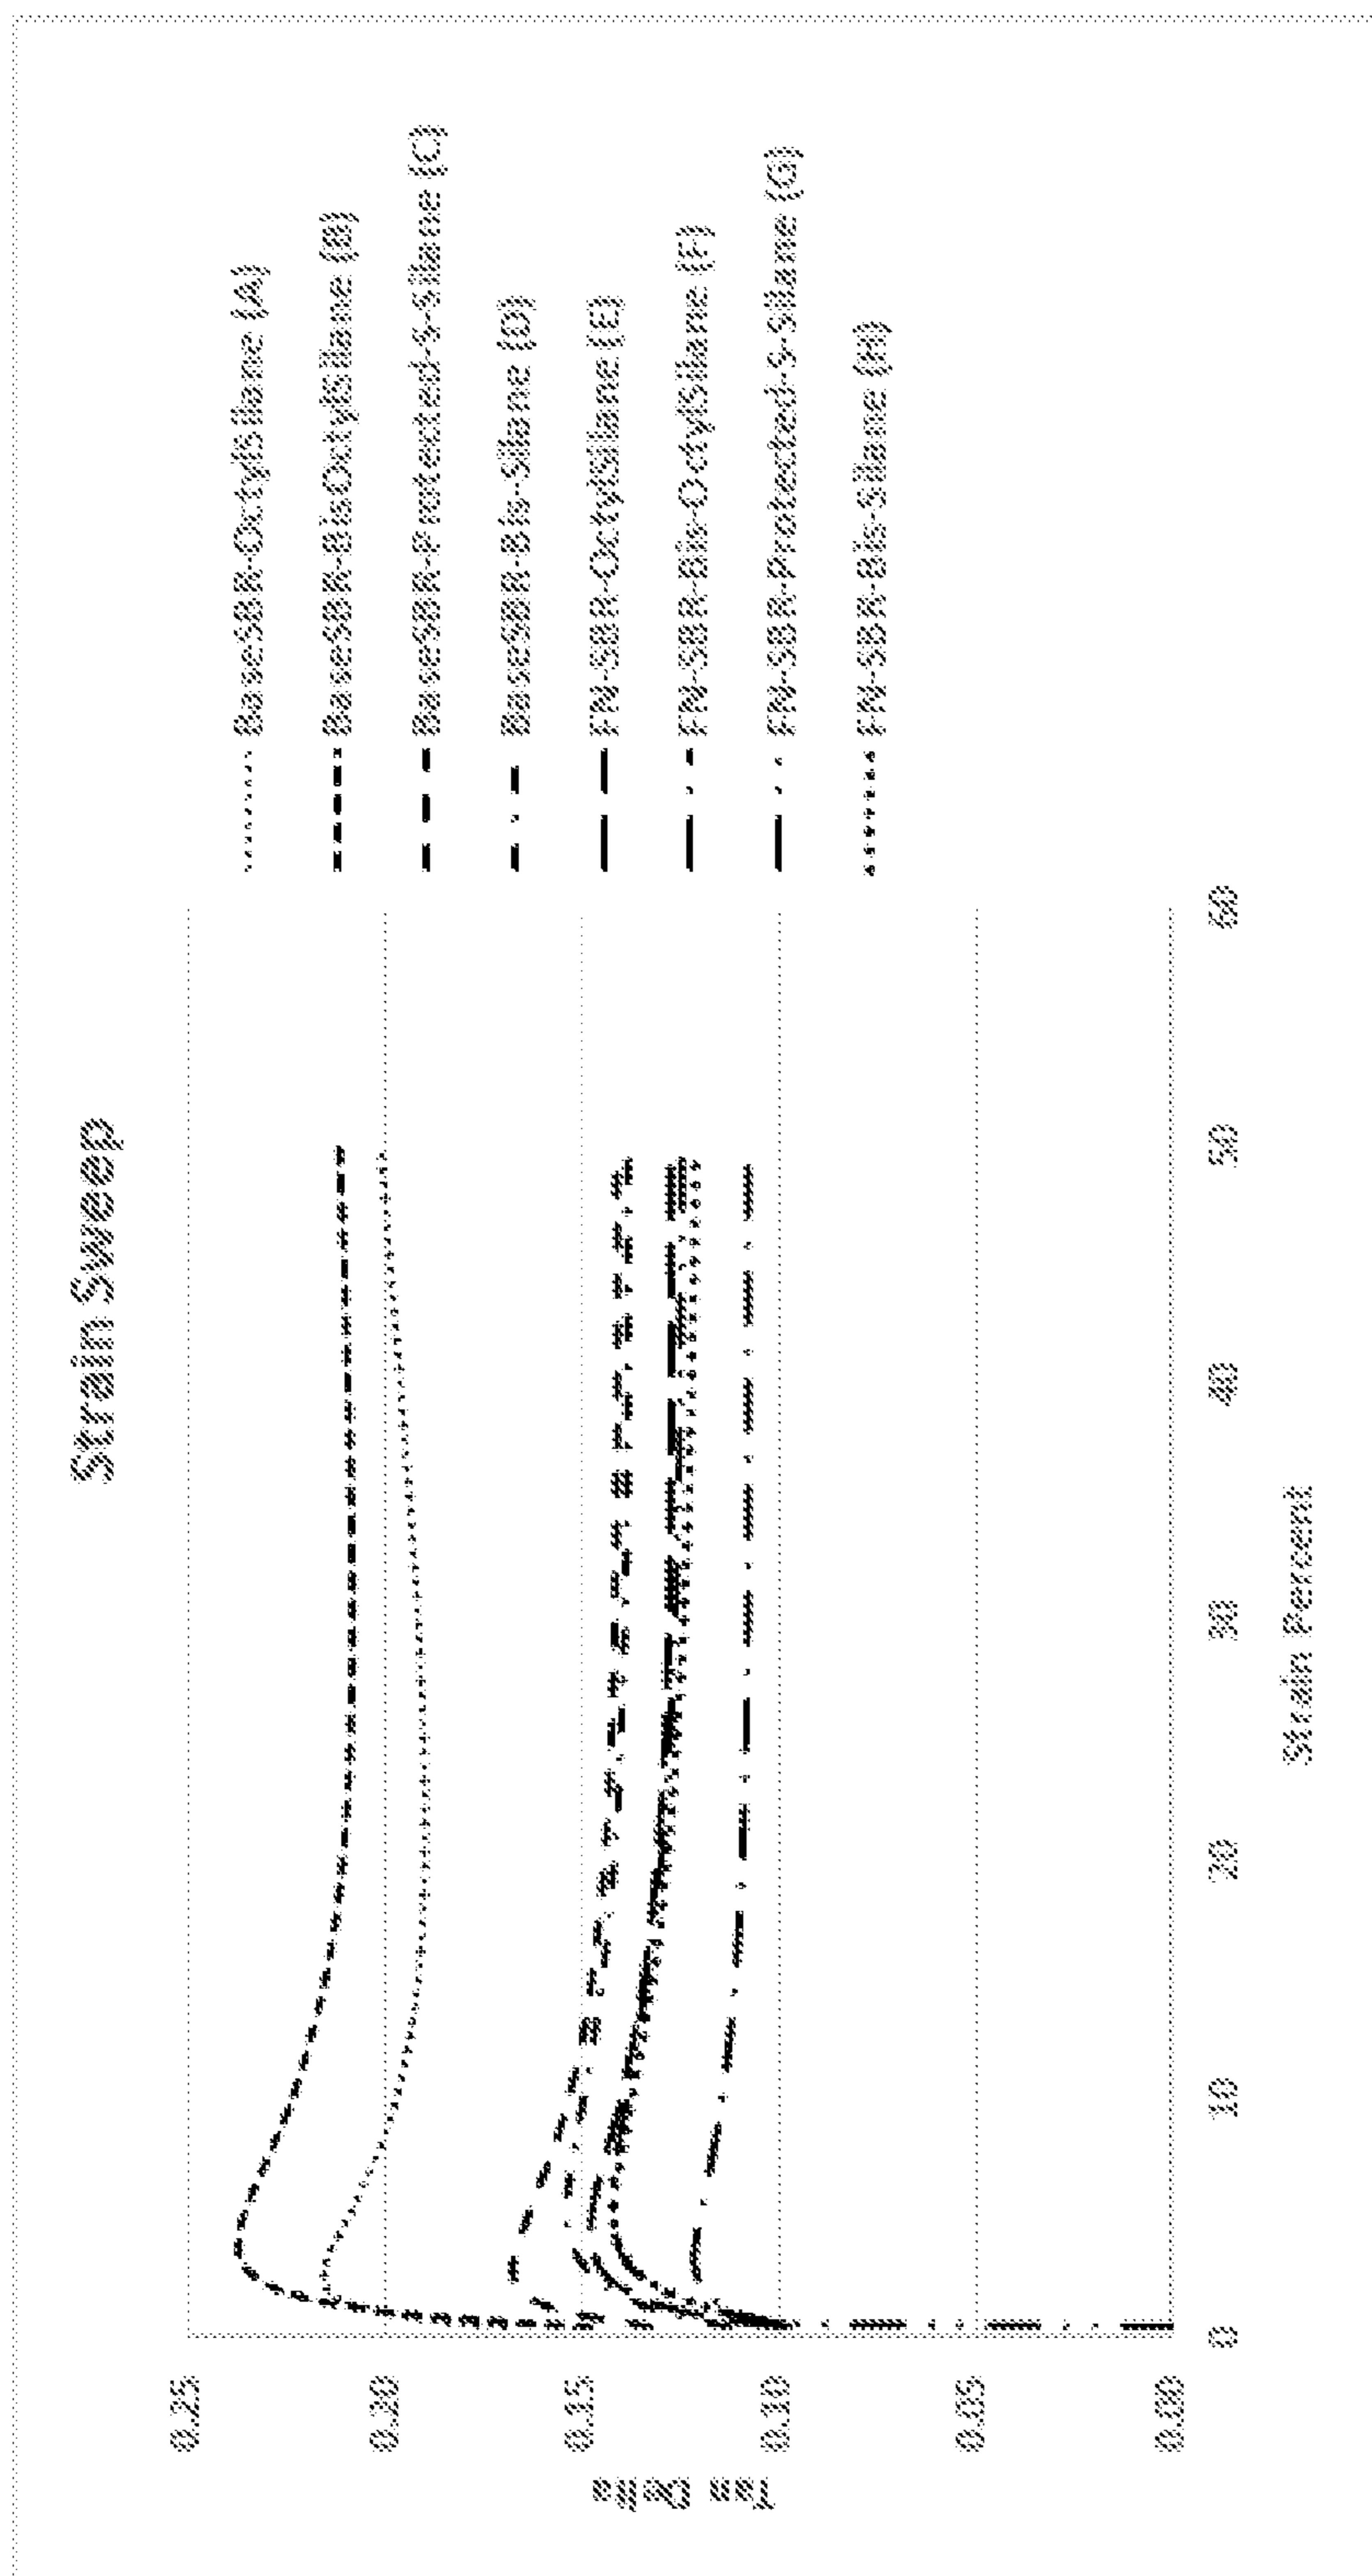 Strain Sweep
0.25
0.20
0.15
0.10
0.05
0.00
Tan Delta
0
10
20
30
40
50
60
Strain Percent
BaseSBR-OctylSilane (A)
BaseSBR-BisOctylSilane (B)
BaseSBR-Protected-S-Silane (C)
BaseSBR-Bis-Silane (D)
FN-SBR-OctylSilane (E)
FN-SBR-Bis-OctylSilane (F)
FN-SBR-Protected-S-Silane (G)
FN-SBR-Bis-Silane (H)